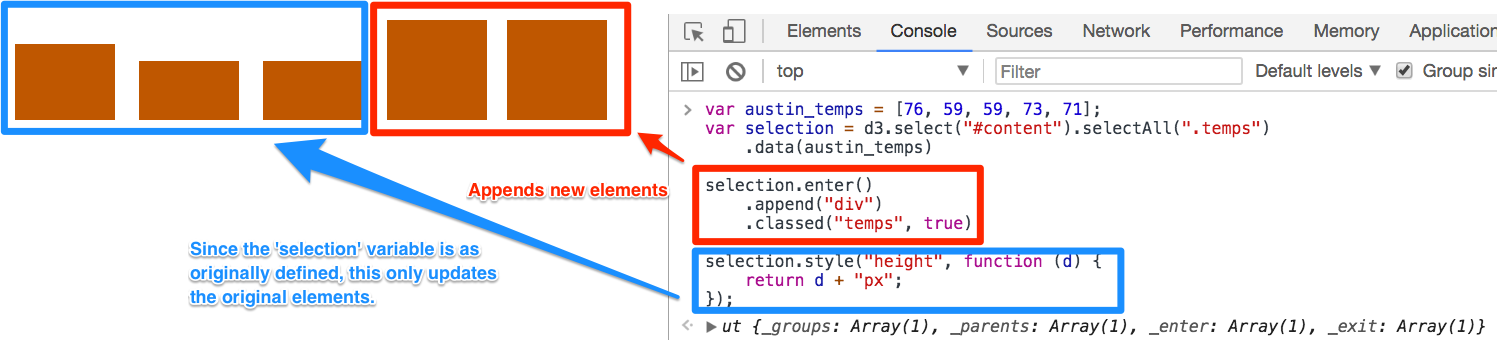 Elements Console Sources Network Performance Memory Application
top Filter Default levels Group sin
var austin_temps = [76, 59, 59, 73, 71];
var selection = d3.select("#content").selectAll(".temps")
.data(austin_temps)
selection.enter()
.append("div")
.classed("temps", true)
selection.style("height", function (d) {
return d + "px";
});
ut {_groups: Array(1), _parents: Array(1), _enter: Array(1), _exit: Array(1)}
Appends new elements
Since the 'selection' variable is as
originally defined, this only updates
the original elements.